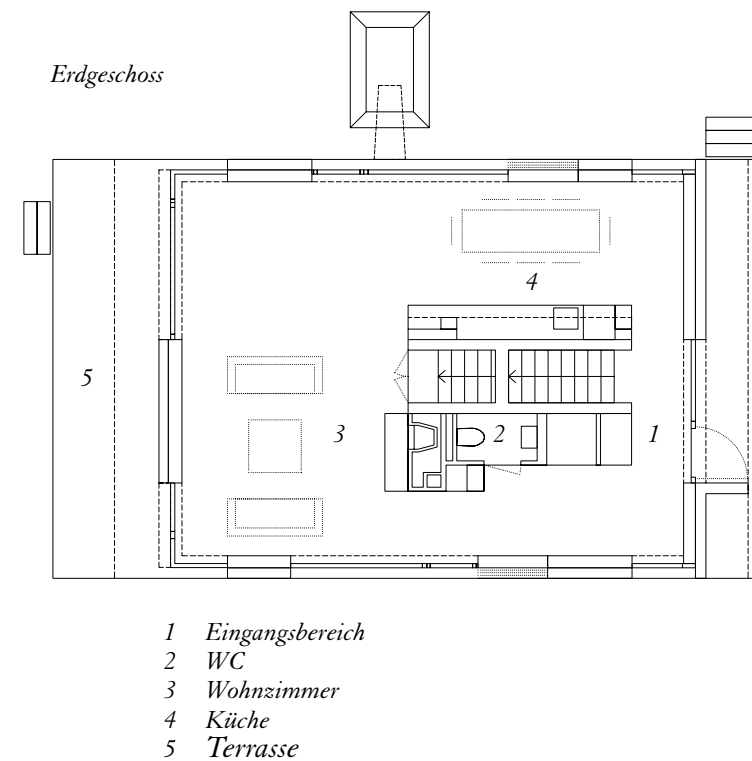 Erdgeschoss
4
5
3
2
1
1 Eingangsbereich
2 WC
3 Wohnzimmer
4 Küche
5 Terrasse